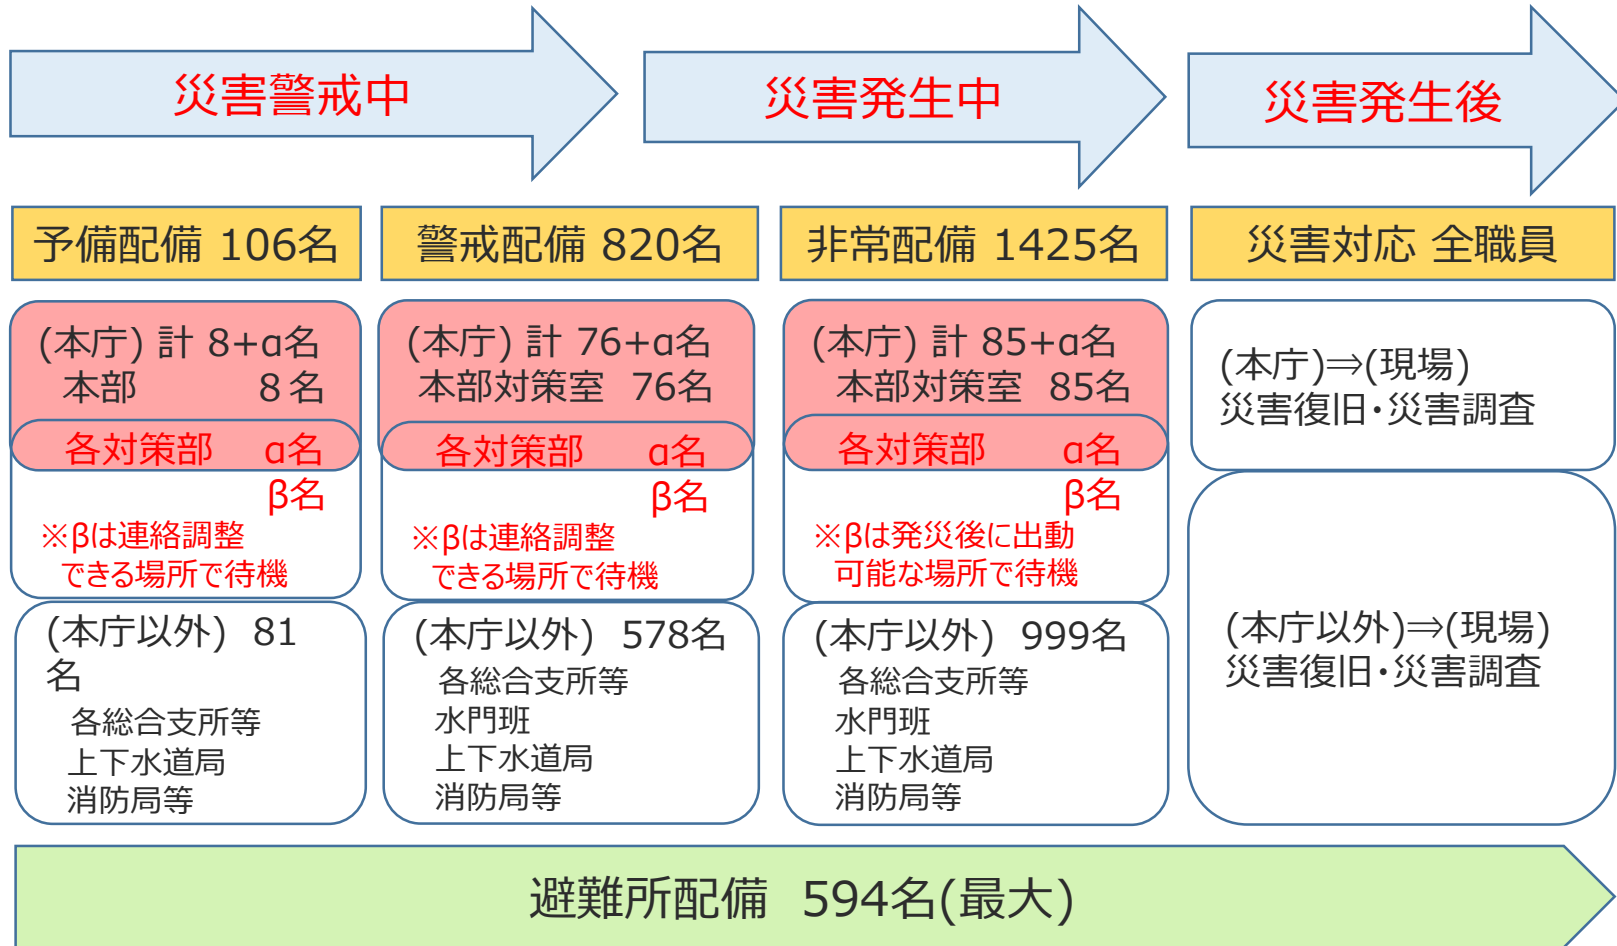 災害警戒中
災害発生中
災害発生後
予備配備 106名
警戒配備 820名
非常配備 1425名
災害対応 全職員
(本庁) 計 8+α名
本部 8名
各対策部 α名
β名
※βは連絡調整
できる場所で待機
(本庁以外) 81
名
各総合支所等
上下水道局
消防局等
(本庁) 計 76+α名
本部対策室 76名
各対策部 α名
β名
※βは連絡調整
できる場所で待機
(本庁以外) 578名
各総合支所等
水門班
上下水道局
消防局等
(本庁) 計 85+α名
本部対策室 85名
各対策部 α名
β名
※βは発災後に出動
可能な場所で待機
(本庁以外) 999名
各総合支所等
水門班
上下水道局
消防局等
(本庁)⇒(現場)
災害復旧・災害調査
(本庁以外)⇒(現場)
災害復旧・災害調査
避難所配備 594名(最大)